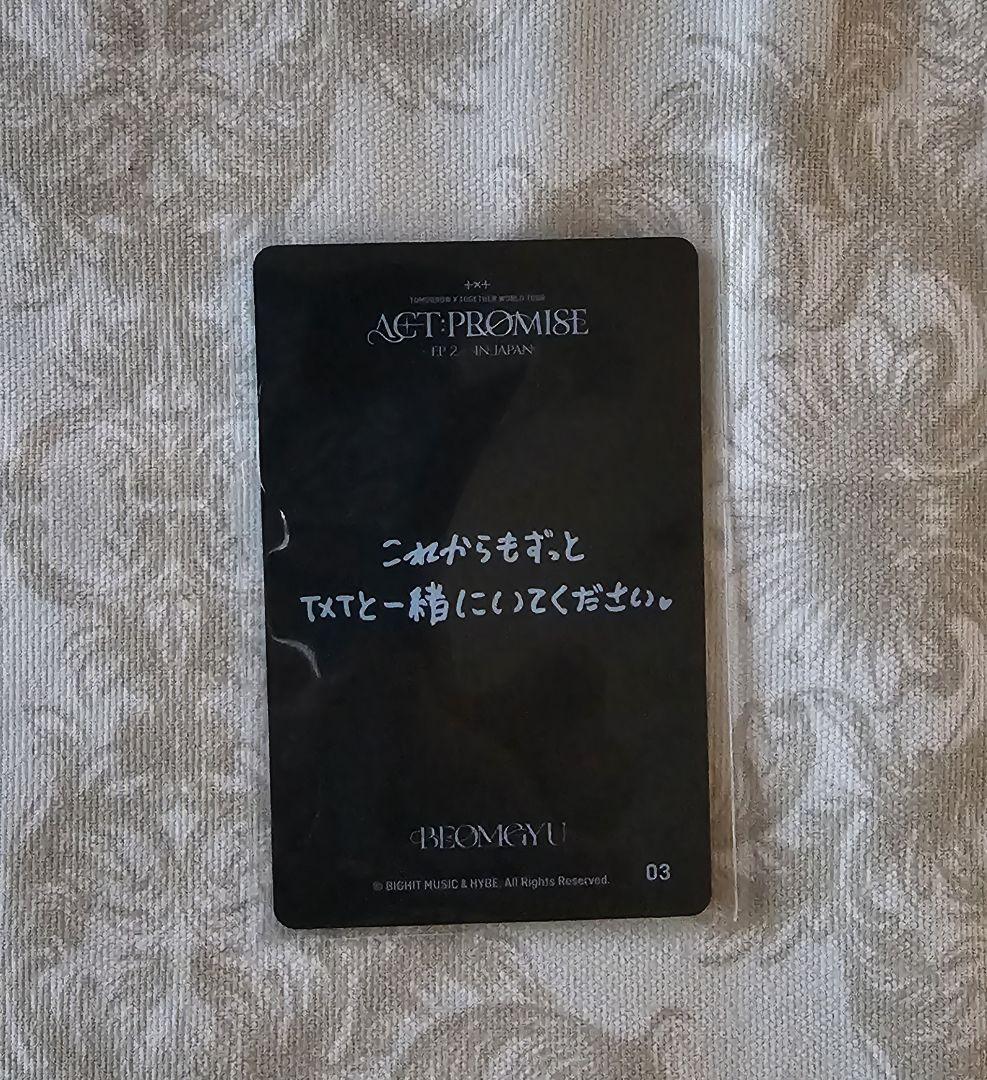 +×+
TOMORROW X TOGETHER WORLD TOUR
ACT:PROMISE
EP 2 IN JAPAN
これからもずっと
TXTと一緒にいてください♥
BEOMGYU
© BIGHIT MUSIC & HYBE. All Rights Reserved.
03